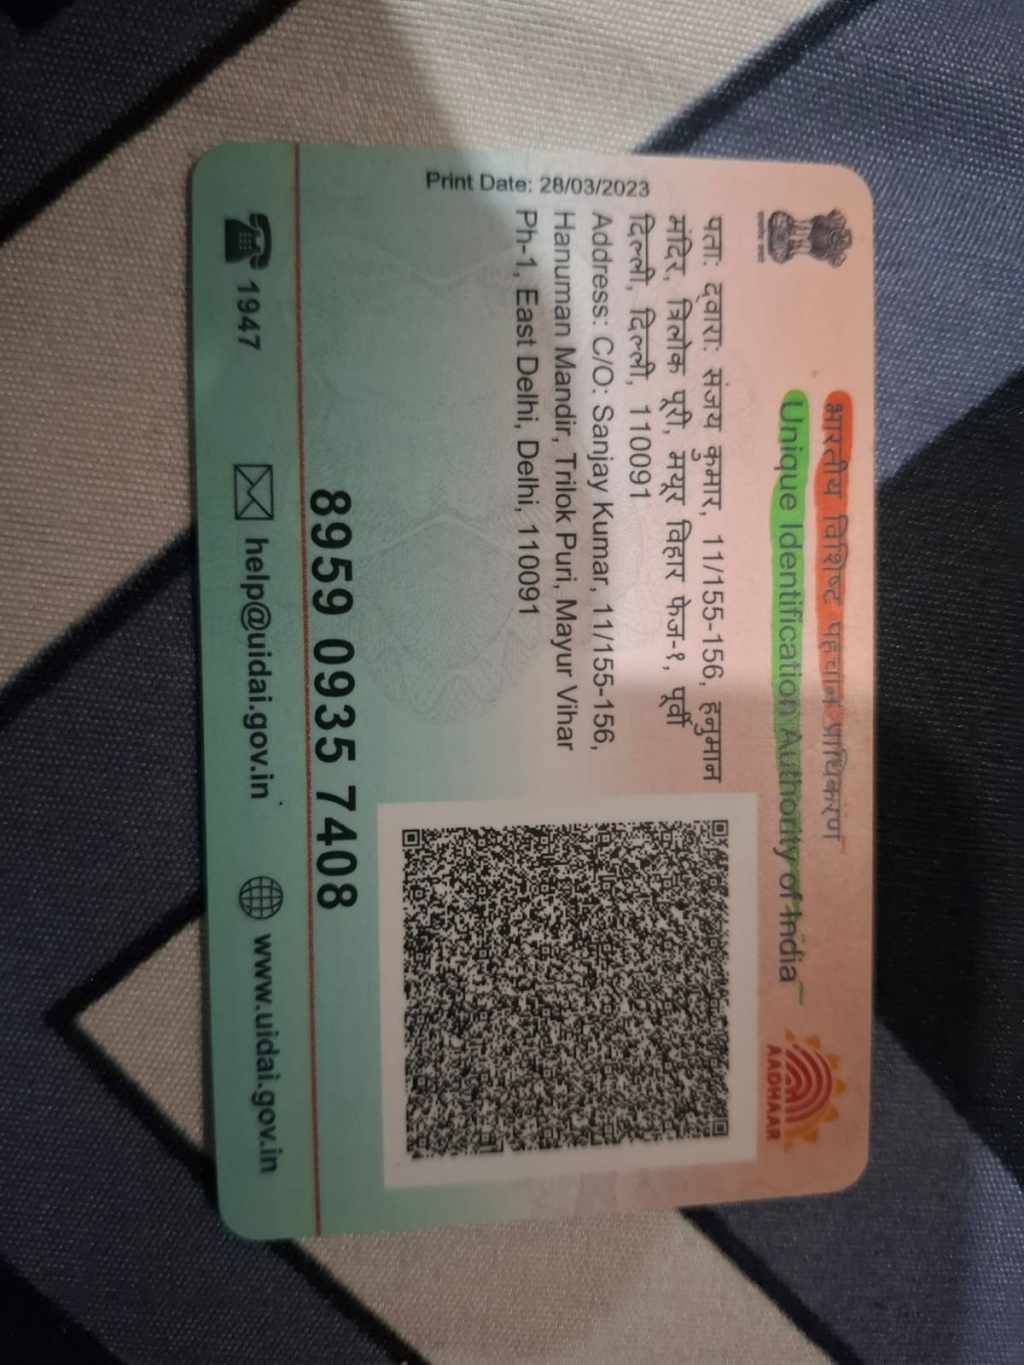 Print Date: 28/03/2023
भारतीय विशिष्ट पहचान प्राधिकरण
Unique Identification Authority of India
AADHAAR
पता: द्वारा: संजय कुमार, 11/155-156, हनुमान
मंदिर, त्रिलोक पूरी, मयूर विहार फेज-१, पूर्वी
दिल्ली, दिल्ली, 110091
Address: C/O: Sanjay Kumar, 11/155-156,
Hanuman Mandir, Trilok Puri, Mayur Vihar
Ph-1, East Delhi, Delhi, 110091
8959 0935 7408
1947
help@uidai.gov.in
www.uidai.gov.in